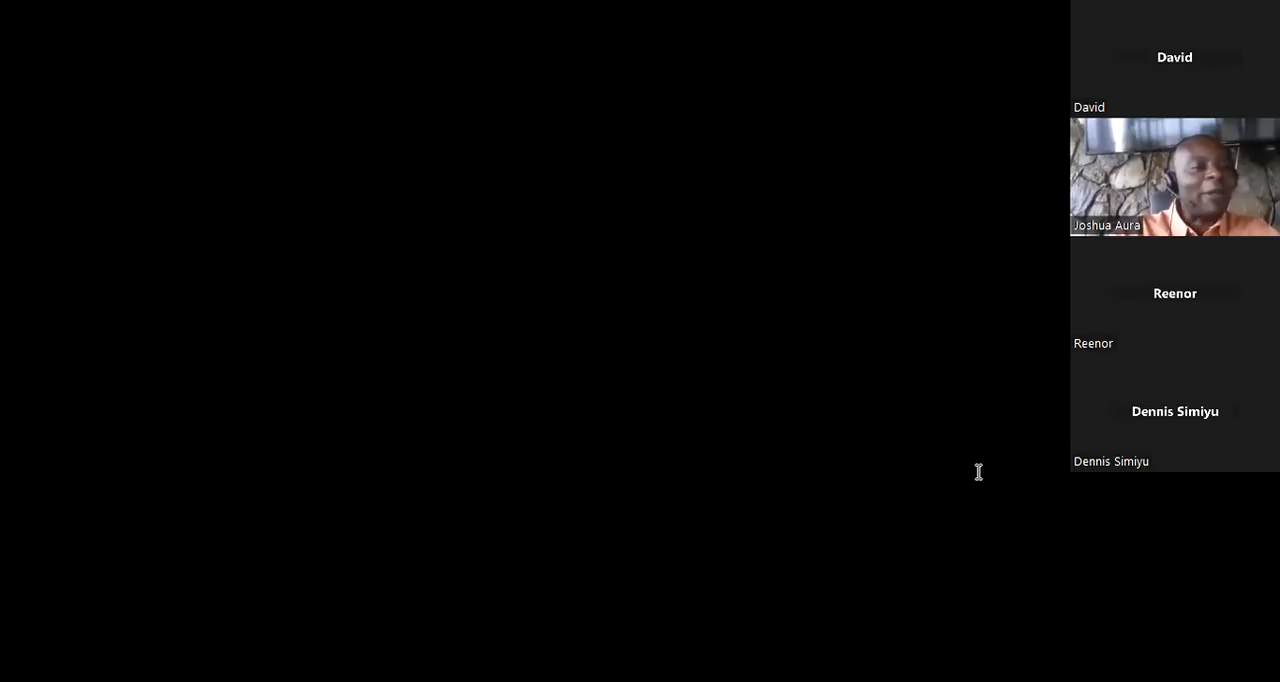 David
David
Joshua Aura
Reenor
Reenor
Dennis Simiyu
Dennis Simiyu